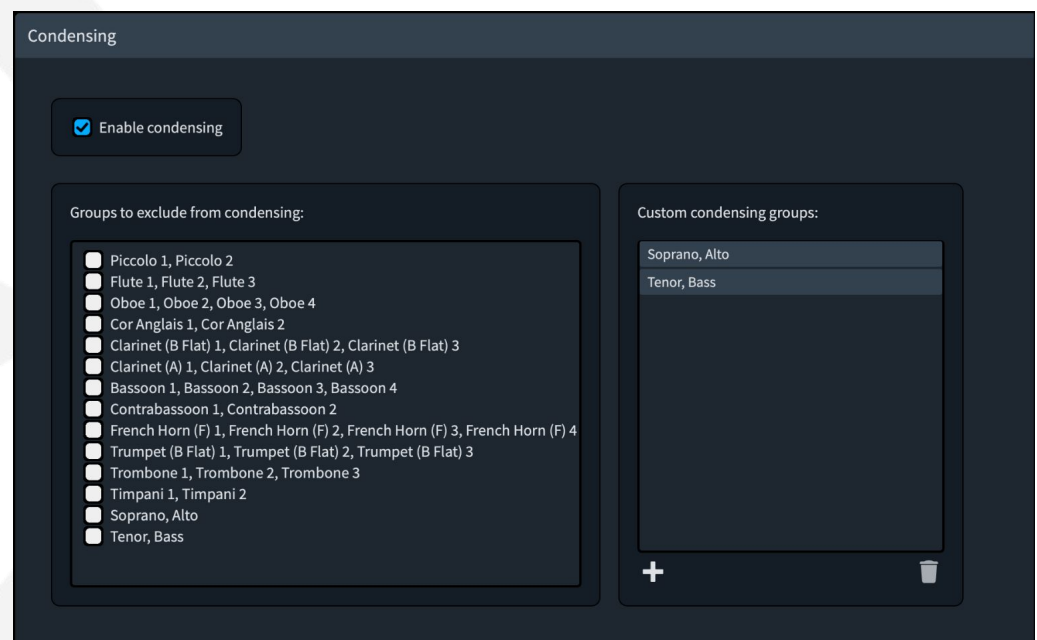 Condensing
Enable condensing
Groups to exclude from condensing:
Piccolo 1, Piccolo 2
Flute 1, Flute 2, Flute 3
Oboe 1, Oboe 2, Oboe 3, Oboe 4
Cor Anglais 1, Cor Anglais 2
Clarinet (B Flat) 1, Clarinet (B Flat) 2, Clarinet (B Flat) 3
Clarinet (A) 1, Clarinet (A) 2, Clarinet (A) 3
Bassoon 1, Bassoon 2, Bassoon 3, Bassoon 4
Contrabassoon 1, Contrabassoon 2
French Horn (F) 1, French Horn (F) 2, French Horn (F) 3, French Horn (F) 4
Trumpet (B Flat) 1, Trumpet (B Flat) 2, Trumpet (B Flat) 3
Trombone 1, Trombone 2, Trombone 3
Timpani 1, Timpani 2
Soprano, Alto
Tenor, Bass
Custom condensing groups:
Soprano, Alto
Tenor, Bass